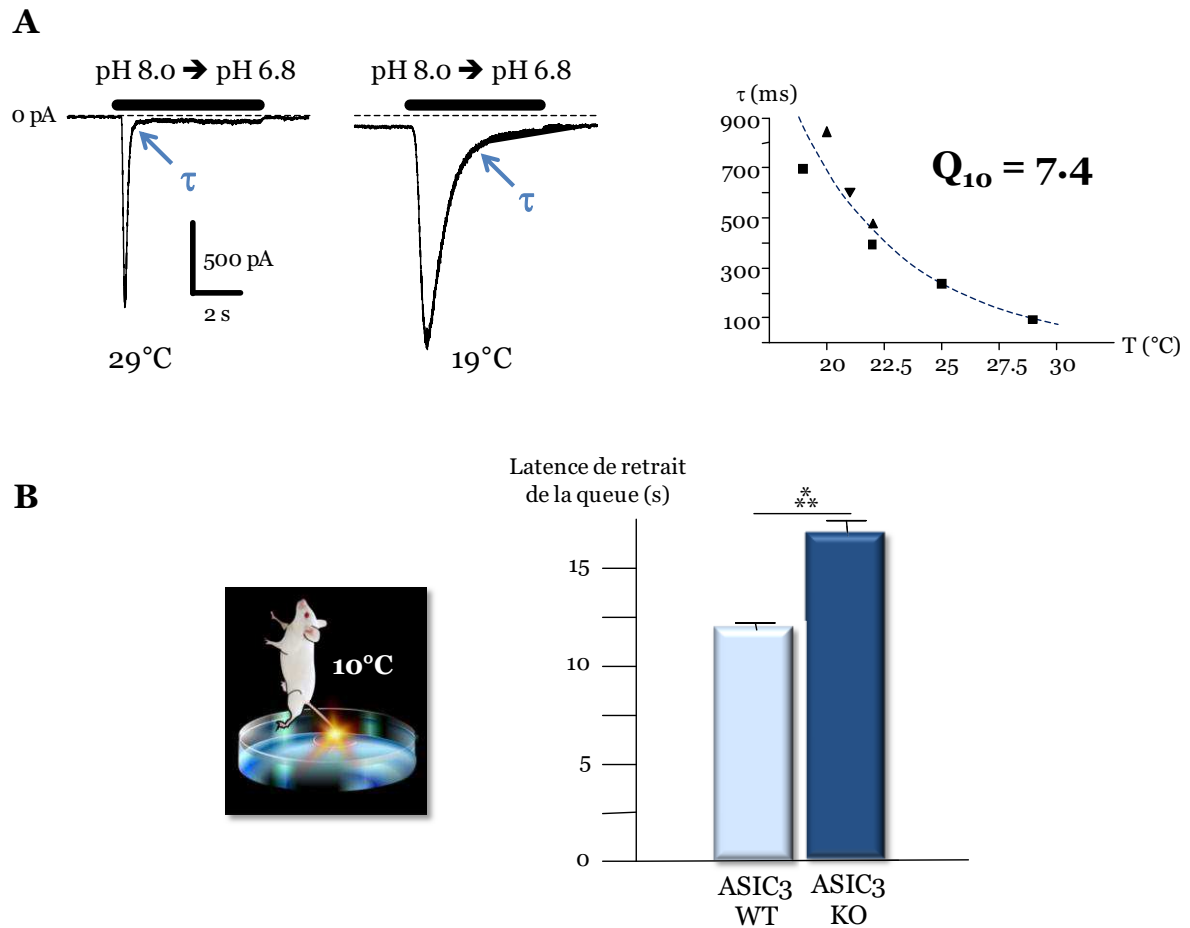 A
pH 8.0 ➔ pH 6.8
pH 8.0 ➔ pH 6.8
0 pA
τ
τ
500 pA
2 s
29°C
19°C
τ (ms)
900
700
500
300
100
Q10 = 7.4
T (°C)
20 22.5 25 27.5 30
B
10°C
Latence de retrait
de la queue (s)
***
15
10
5
0
ASIC3
WT
ASIC3
KO